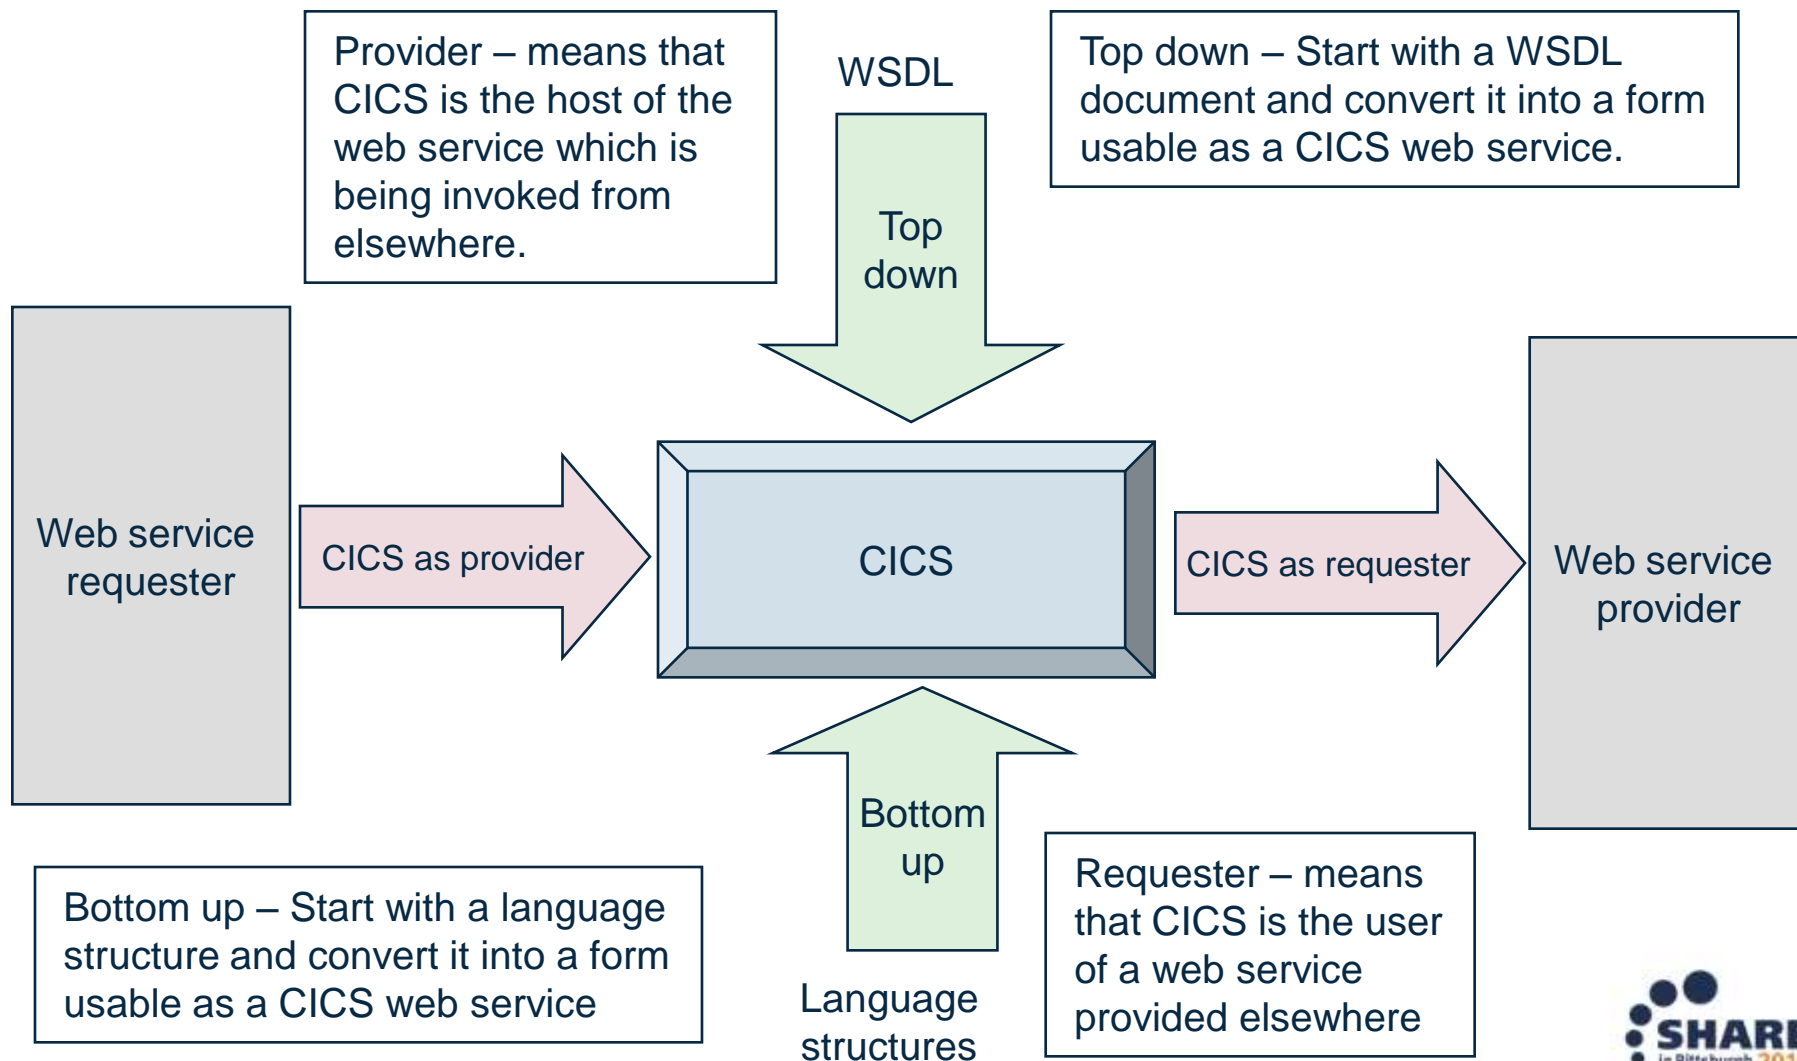 Provider – means that
CICS is the host of the
web service which is
being invoked from
elsewhere.
WSDL
Top down – Start with a WSDL
document and convert it into a form
usable as a CICS web service.
Top
down
Web service
requester
CICS as provider
CICS
CICS as requester
Web service
provider
Bottom
up
Bottom up – Start with a language
structure and convert it into a form
usable as a CICS web service
Language
structures
Requester – means
that CICS is the user
of a web service
provided elsewhere
SHARE
in Pittsburgh